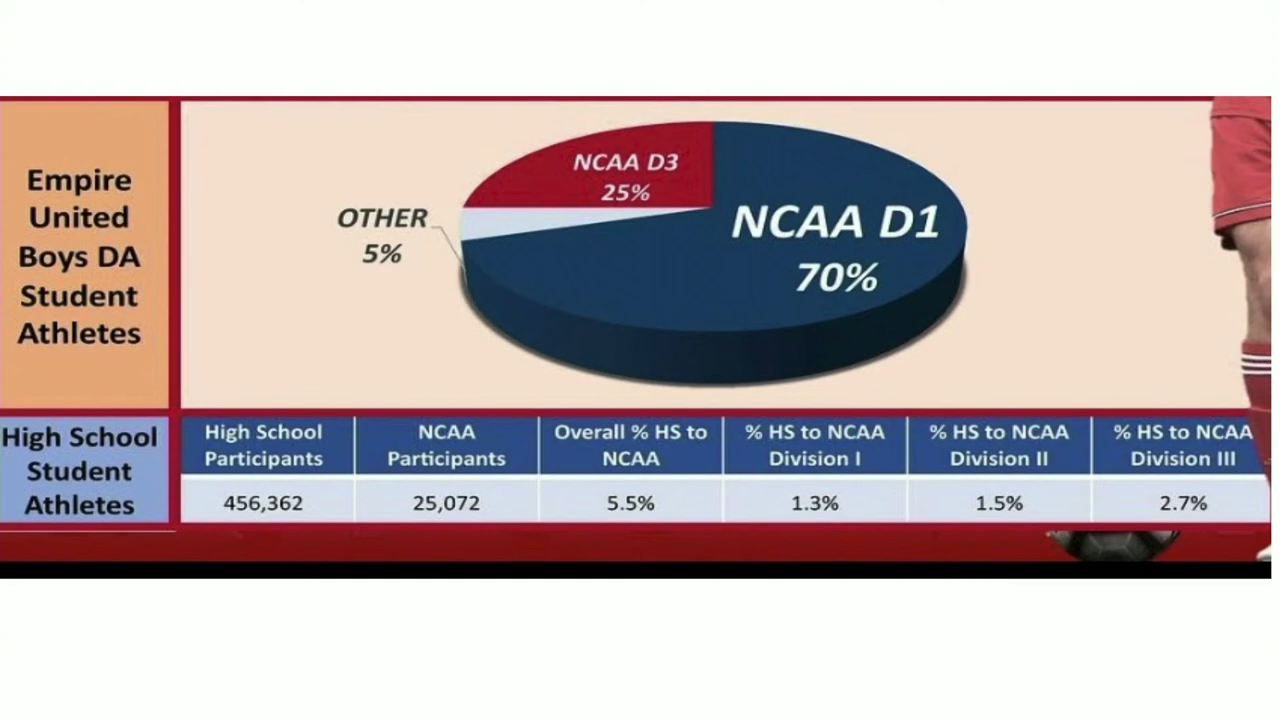 Empire
United
Boys DA
Student
Athletes
NCAA D3
25%
OTHER
5%
NCAA D1
70%
High School
Student
Athletes
High School
Participants
NCAA
Participants
Overall % HS to
NCAA
% HS to NCAA
Division I
% HS to NCAA
Division II
% HS to NCAA
Division III
456,362
25,072
5.5%
1.3%
1.5%
2.7%